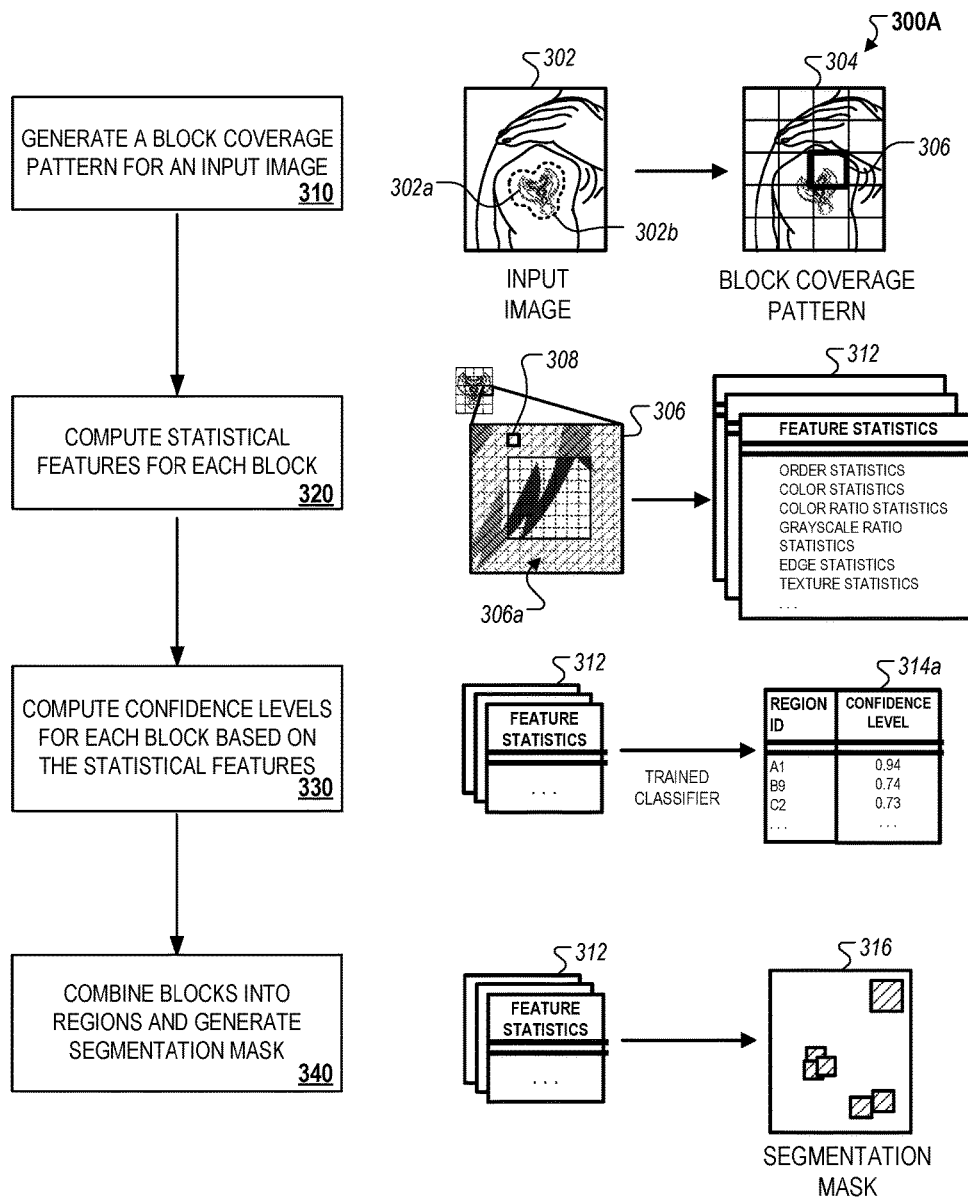 300A
302
304
GENERATE A BLOCK COVERAGE
PATTERN FOR AN INPUT IMAGE
310
302a
302b
306
INPUT
IMAGE
BLOCK COVERAGE
PATTERN
COMPUTE STATISTICAL
FEATURES FOR EACH BLOCK
320
308
306
306a
312
FEATURE STATISTICS
ORDER STATISTICS
COLOR STATISTICS
COLOR RATIO STATISTICS
GRAYSCALE RATIO
STATISTICS
EDGE STATISTICS
TEXTURE STATISTICS
. . .
COMPUTE CONFIDENCE LEVELS
FOR EACH BLOCK BASED ON
THE STATISTICAL FEATURES
330
312
FEATURE
STATISTICS
. . .
TRAINED
CLASSIFIER
314a
REGION
ID
CONFIDENCE
LEVEL
A1 0.94
B9 0.74
C2 0.73
. . . . . .
COMBINE BLOCKS INTO
REGIONS AND GENERATE
SEGMENTATION MASK
340
312
FEATURE
STATISTICS
. . .
316
SEGMENTATION
MASK